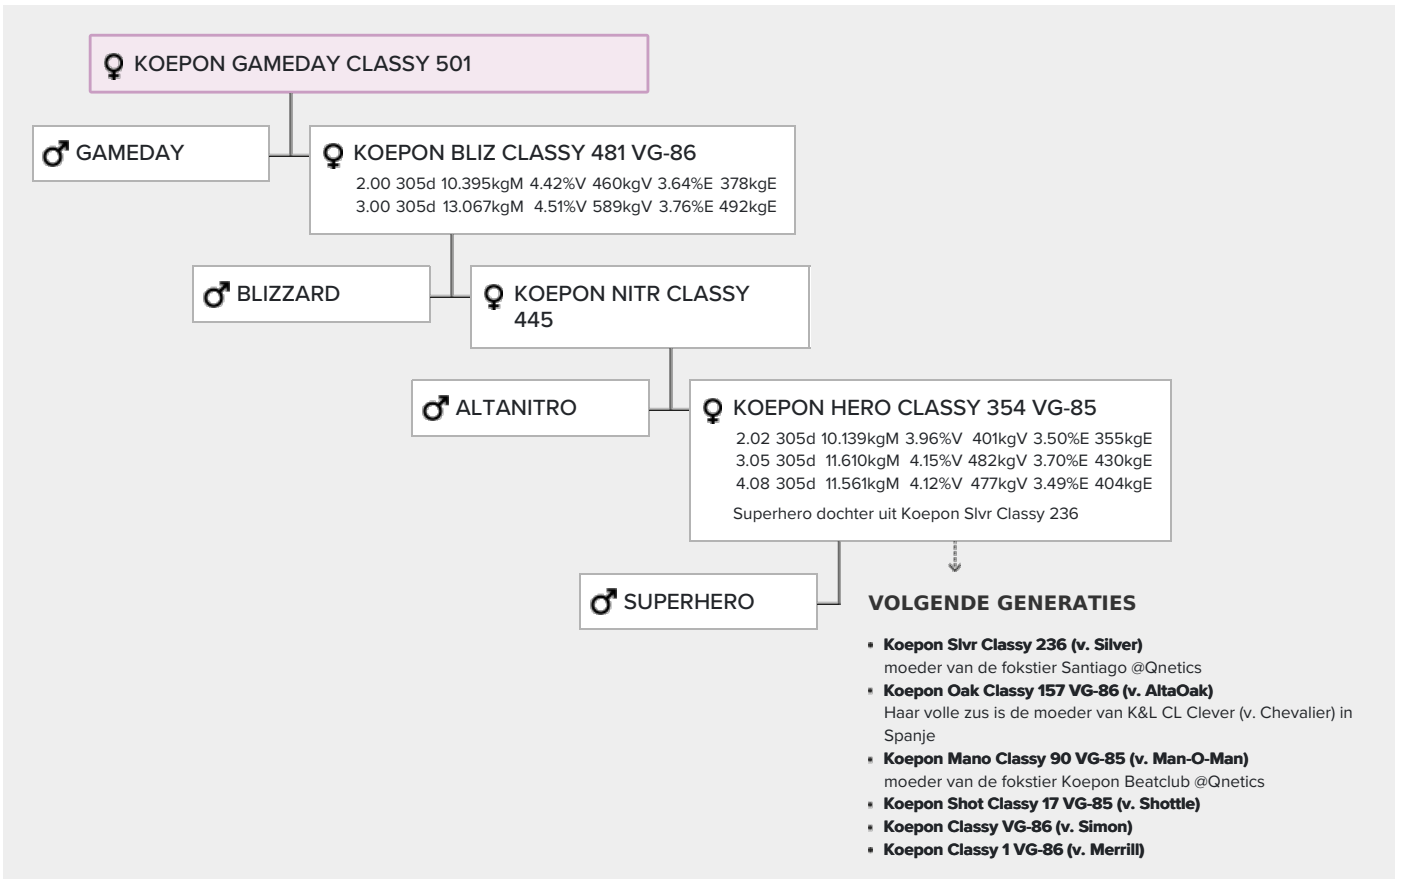 KOEPON GAMEDAY CLASSY 501
GAMEDAY
KOEPON BLIZ CLASSY 481 VG-86
2.00 305d 10.395kgM 4.42%V 460kgV 3.64%E 378kgE
3.00 305d 13.067kgM 4.51%V 589kgV 3.76%E 492kgE
BLIZZARD
KOEPON NITR CLASSY
445
ALTANITRO
KOEPON HERO CLASSY 354 VG-85
2.02 305d 10.139kgM 3.96%V 401kgV 3.50%E 355kgE
3.05 305d 11.610kgM 4.15%V 482kgV 3.70%E 430kgE
4.08 305d 11.561kgM 4.12%V 477kgV 3.49%E 404kgE
Superhero dochter uit Koepon Slvr Classy 236
SUPERHERO
VOLGENDE GENERATIES
Koepon Slvr Classy 236 (v. Silver)
moeder van de fokstier Santiago @Qnetics
Koepon Oak Classy 157 VG-86 (v. AltaOak)
Haar volle zus is de moeder van K&L CL Clever (v. Chevalier) in
Spanje
Koepon Mano Classy 90 VG-85 (v. Man-O-Man)
moeder van de fokstier Koepon Beatclub @Qnetics
Koepon Shot Classy 17 VG-85 (v. Shottle)
Koepon Classy VG-86 (v. Simon)
Koepon Classy 1 VG-86 (v. Merrill)